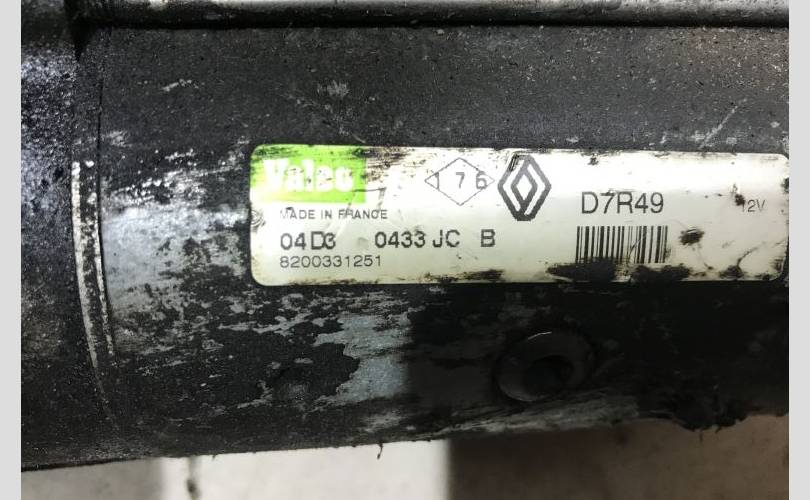 Valeo
176
D7R49
12V
MADE IN FRANCE
04D3 0433 JC B
8200331251